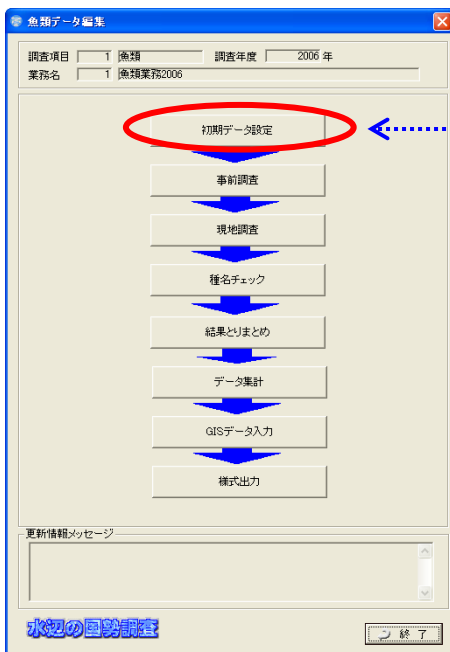 魚類データ編集
調査項目 1 魚類 調査年度 2006 年
業務名 1 魚類業務2006
初期データ設定
事前調査
現地調査
種名チェック
結果とりまとめ
データ集計
GISデータ入力
様式出力
更新情報メッセージ
水辺の国勢調査
終 了